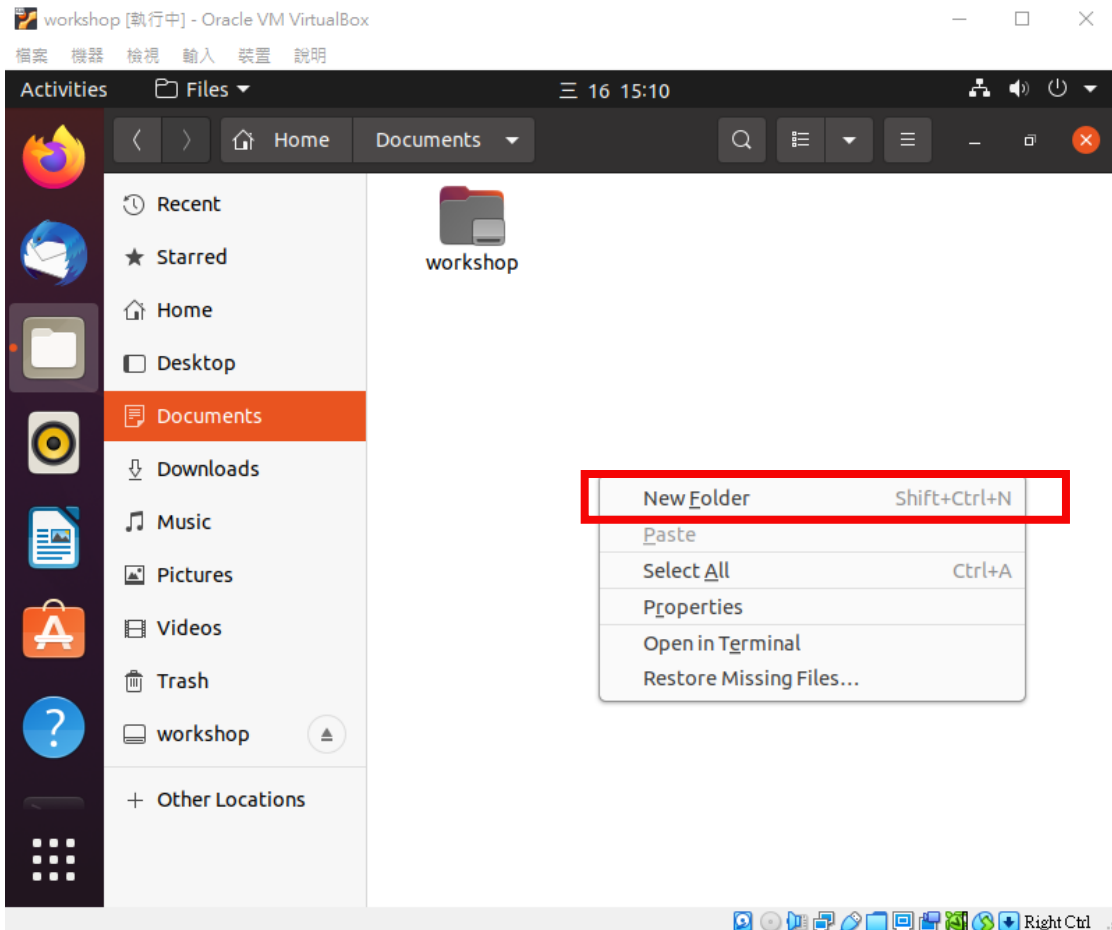 workshop [執行中] - Oracle VM VirtualBox
檔案 機器 檢視 輸入 裝置 說明
Activities Files 三 16 15:10
Home Documents
Recent
Starred
Home
Desktop
Documents
Downloads
Music
Pictures
Videos
Trash
workshop
Other Locations
workshop
New Folder Shift+Ctrl+N
Paste
Select All Ctrl+A
Properties
Open in Terminal
Restore Missing Files…
Right Ctrl